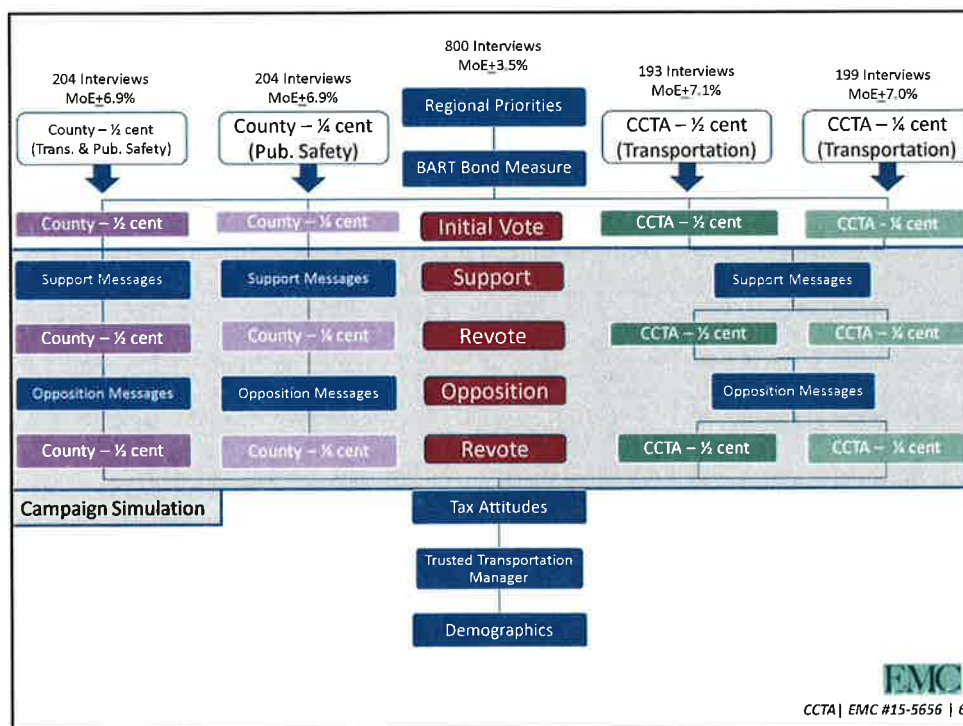 800 Interviews
MoE±3.5%
204 Interviews
MoE±6.9%
204 Interviews
MoE±6.9%
193 Interviews
MoE±7.1%
199 Interviews
MoE±7.0%
County – ½ cent
(Trans. & Pub. Safety)
County – ¼ cent
(Pub. Safety)
Regional Priorities
CCTA – ½ cent
(Transportation)
CCTA – ¼ cent
(Transportation)
BART Bond Measure
County – ½ cent
County – ¼ cent
Initial Vote
CCTA – ½ cent
CCTA – ¼ cent
Support Messages
Support Messages
Support
Support Messages
County – ½ cent
County – ¼ cent
Revote
CCTA – ½ cent
CCTA – ¼ cent
Opposition Messages
Opposition Messages
Opposition
Opposition Messages
County – ½ cent
County – ¼ cent
Revote
CCTA – ½ cent
CCTA – ¼ cent
Campaign Simulation
Tax Attitudes
Trusted Transportation
Manager
Demographics
EMC
CCTA| EMC #15-5656 | 6